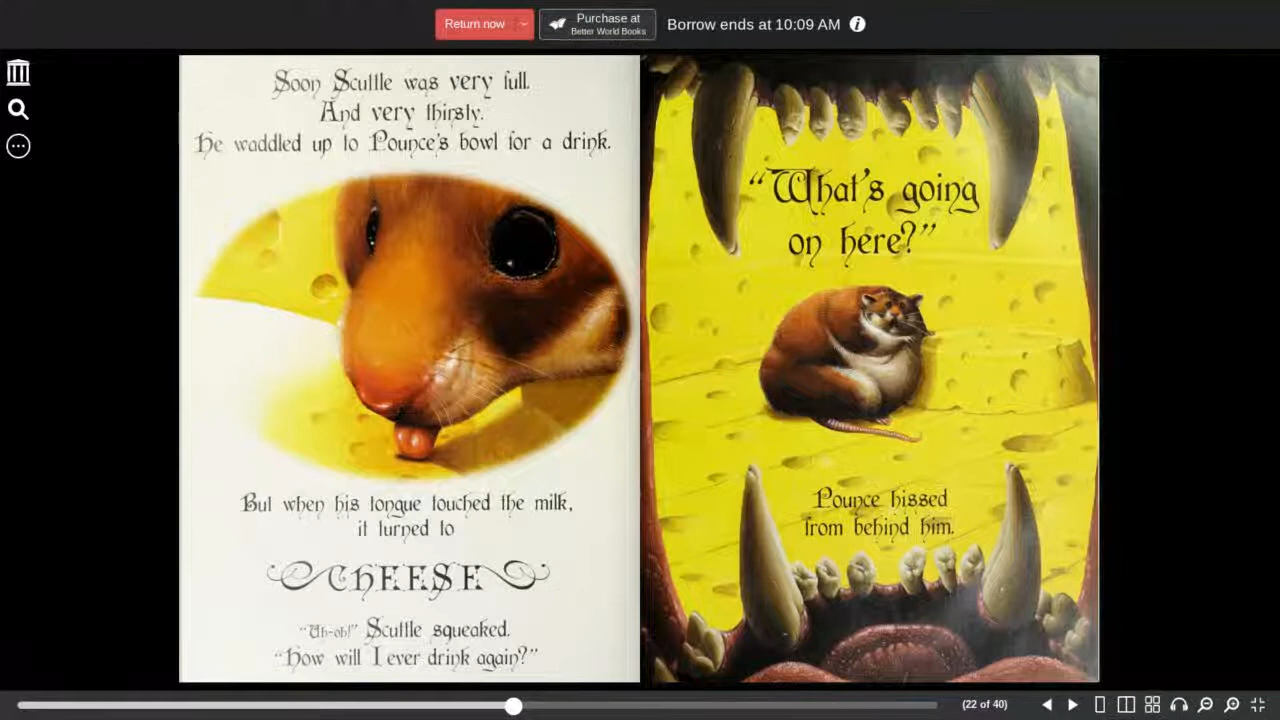 Return now
Purchase at
Better World Books
Borrow ends at 10:09 AM
Soon Scuttle was very full.
And very thirsty.
He waddled up to Pounce's bowl for a drink.
But when his tongue touched the milk,
it turned to
CHEESE
"Uh-oh!" Scuttle squeaked.
"How will I ever drink again?"
"What's going
on here?"
Pounce hissed
from behind him.
(22 of 40)